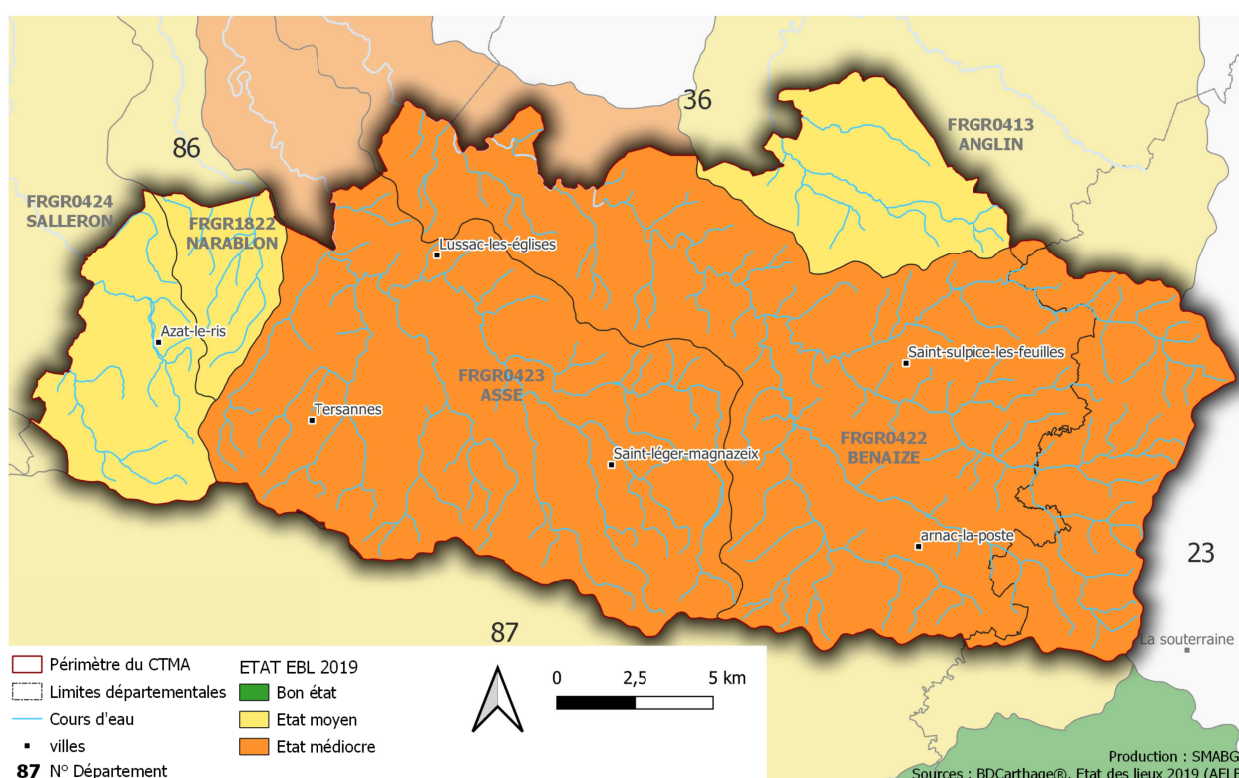 36
86
FRGR0413
ANGLIN
FRGR0424
SALLERON
FRGR1822
NARABLON
Lussac-les-églises
Azat-le-ris
Saint-sulpice-les-feuilles
FRGR0423
ASSE
Tersannes
FRGR0422
BENAIZE
Saint-léger-magnazeix
arnac-la-poste
23
87
La souterraine
Périmètre du CTMA
Limites départementales
Cours d'eau
villes
87 N° Département
ETAT EBL 2019
Bon état
Etat moyen
Etat médiocre
0 2,5 5 km
Production : SMABG
Sources : BDCarthage®, Etat des lieux 2019 (AELB